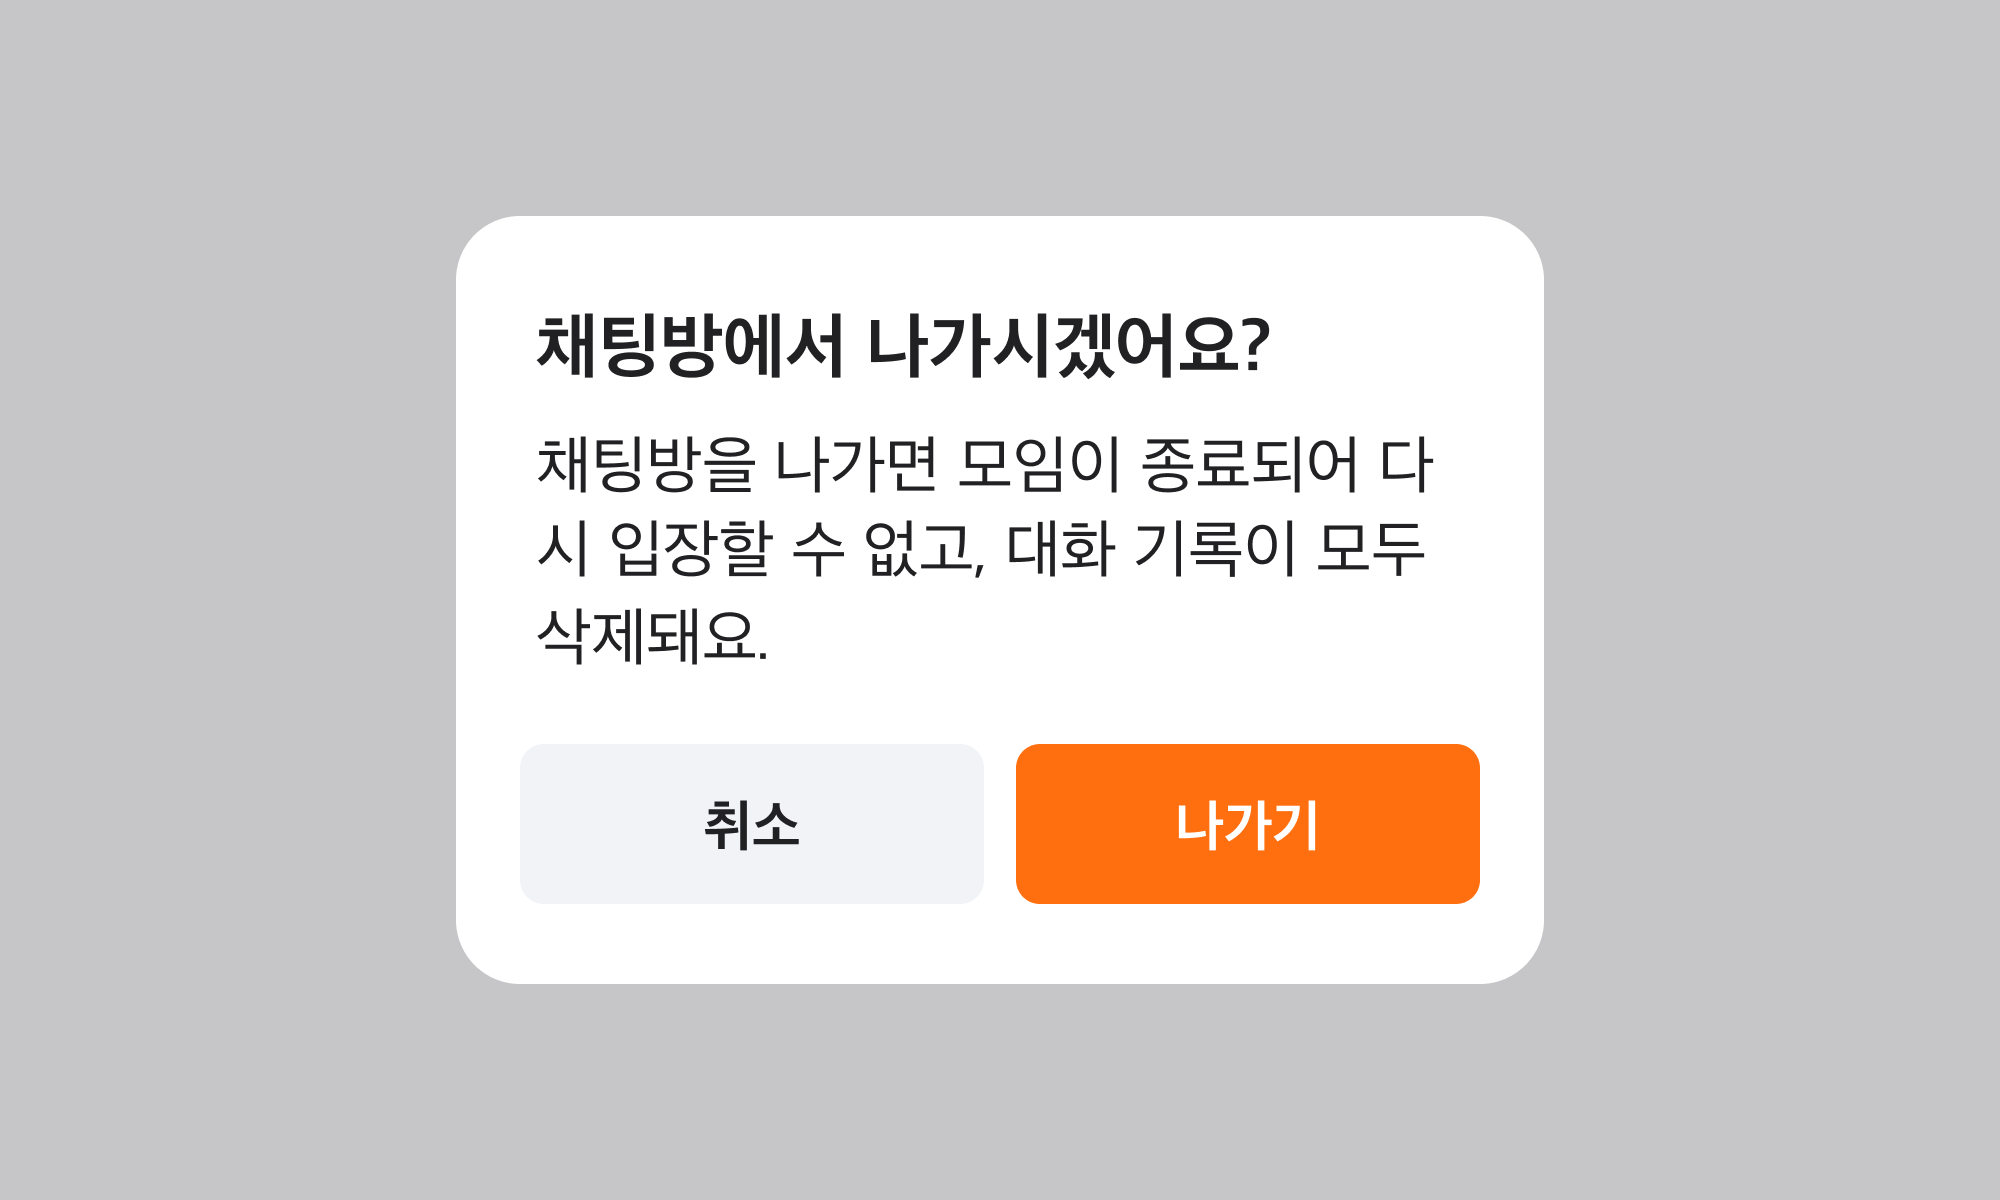 채팅방에서 나가시겠어요?
채팅방을 나가면 모임이 종료되어 다
시 입장할 수 없고, 대화 기록이 모두
삭제돼요.
취소
나가기